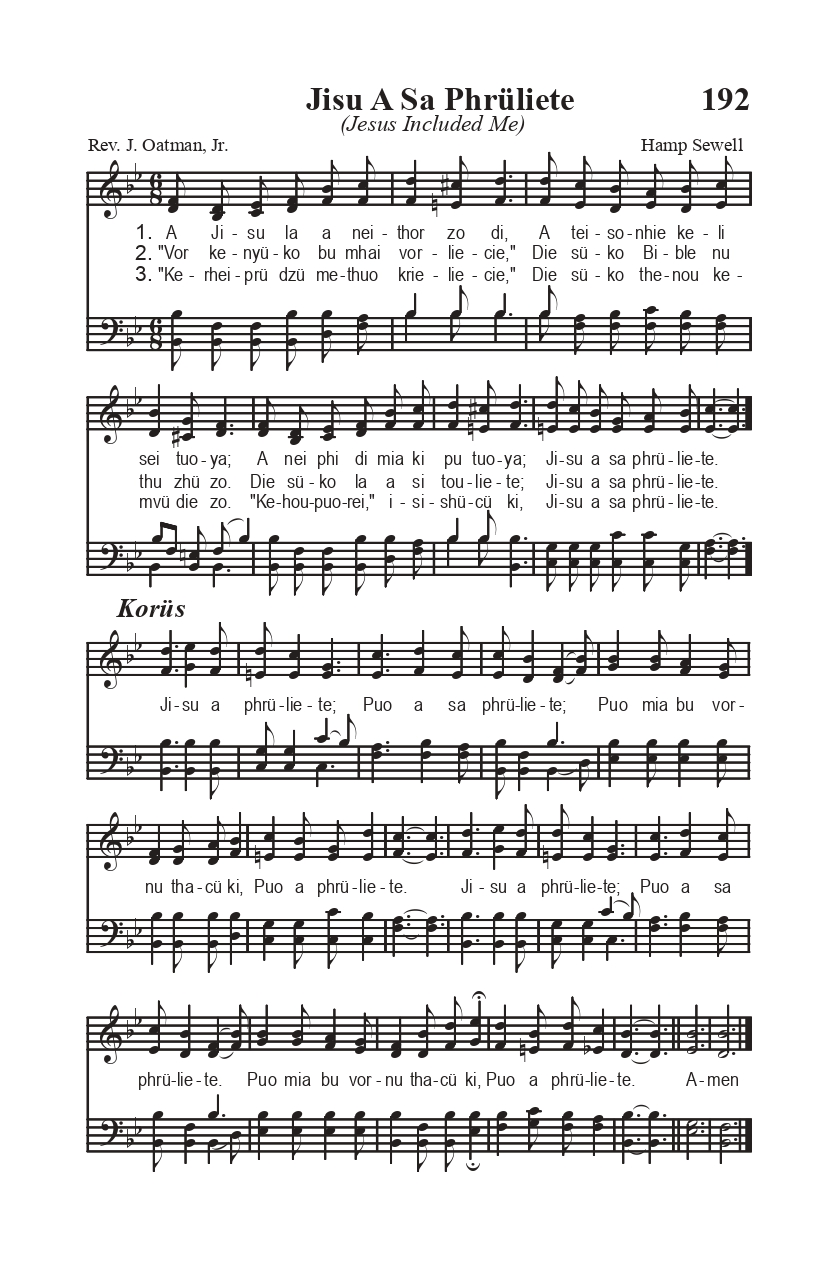 Jisu A Sa Phrüliete 192
(Jesus Included Me)
Rev. J. Oatman, Jr. Hamp Sewell
1. A Ji - su la a nei - thor zo di, A tei - so - nhie ke - li
2. "Vor ke - nyü - ko bu mhai vor - lie - cie," Die sü - ko Bi - ble nu
3. "Ke - rhei - prü dzü me - thuo krie - lie - cie," Die sü - ko the - nou ke -
sei tuo - ya; A nei phi di mia ki pu tuo - ya; Ji - su a sa phrü - lie - te.
thu zhü zo. Die sü - ko la a si tou - lie - te; Ji - su a sa phrü - lie - te.
mvü die zo. "Ke - hou - puo - rei," i - si - shü - cü ki, Ji - su a sa phrü - lie - te.
Korüs
Ji - su a phrü - lie - te; Puo a sa phrü - lie - te; Puo mia bu vor -
nu tha - cü ki, Puo a phrü - lie - te. Ji - su a phrü - lie - te; Puo a sa
phrü - lie - te. Puo mia bu vor - nu tha - cü ki, Puo a phrü - lie - te. A - men